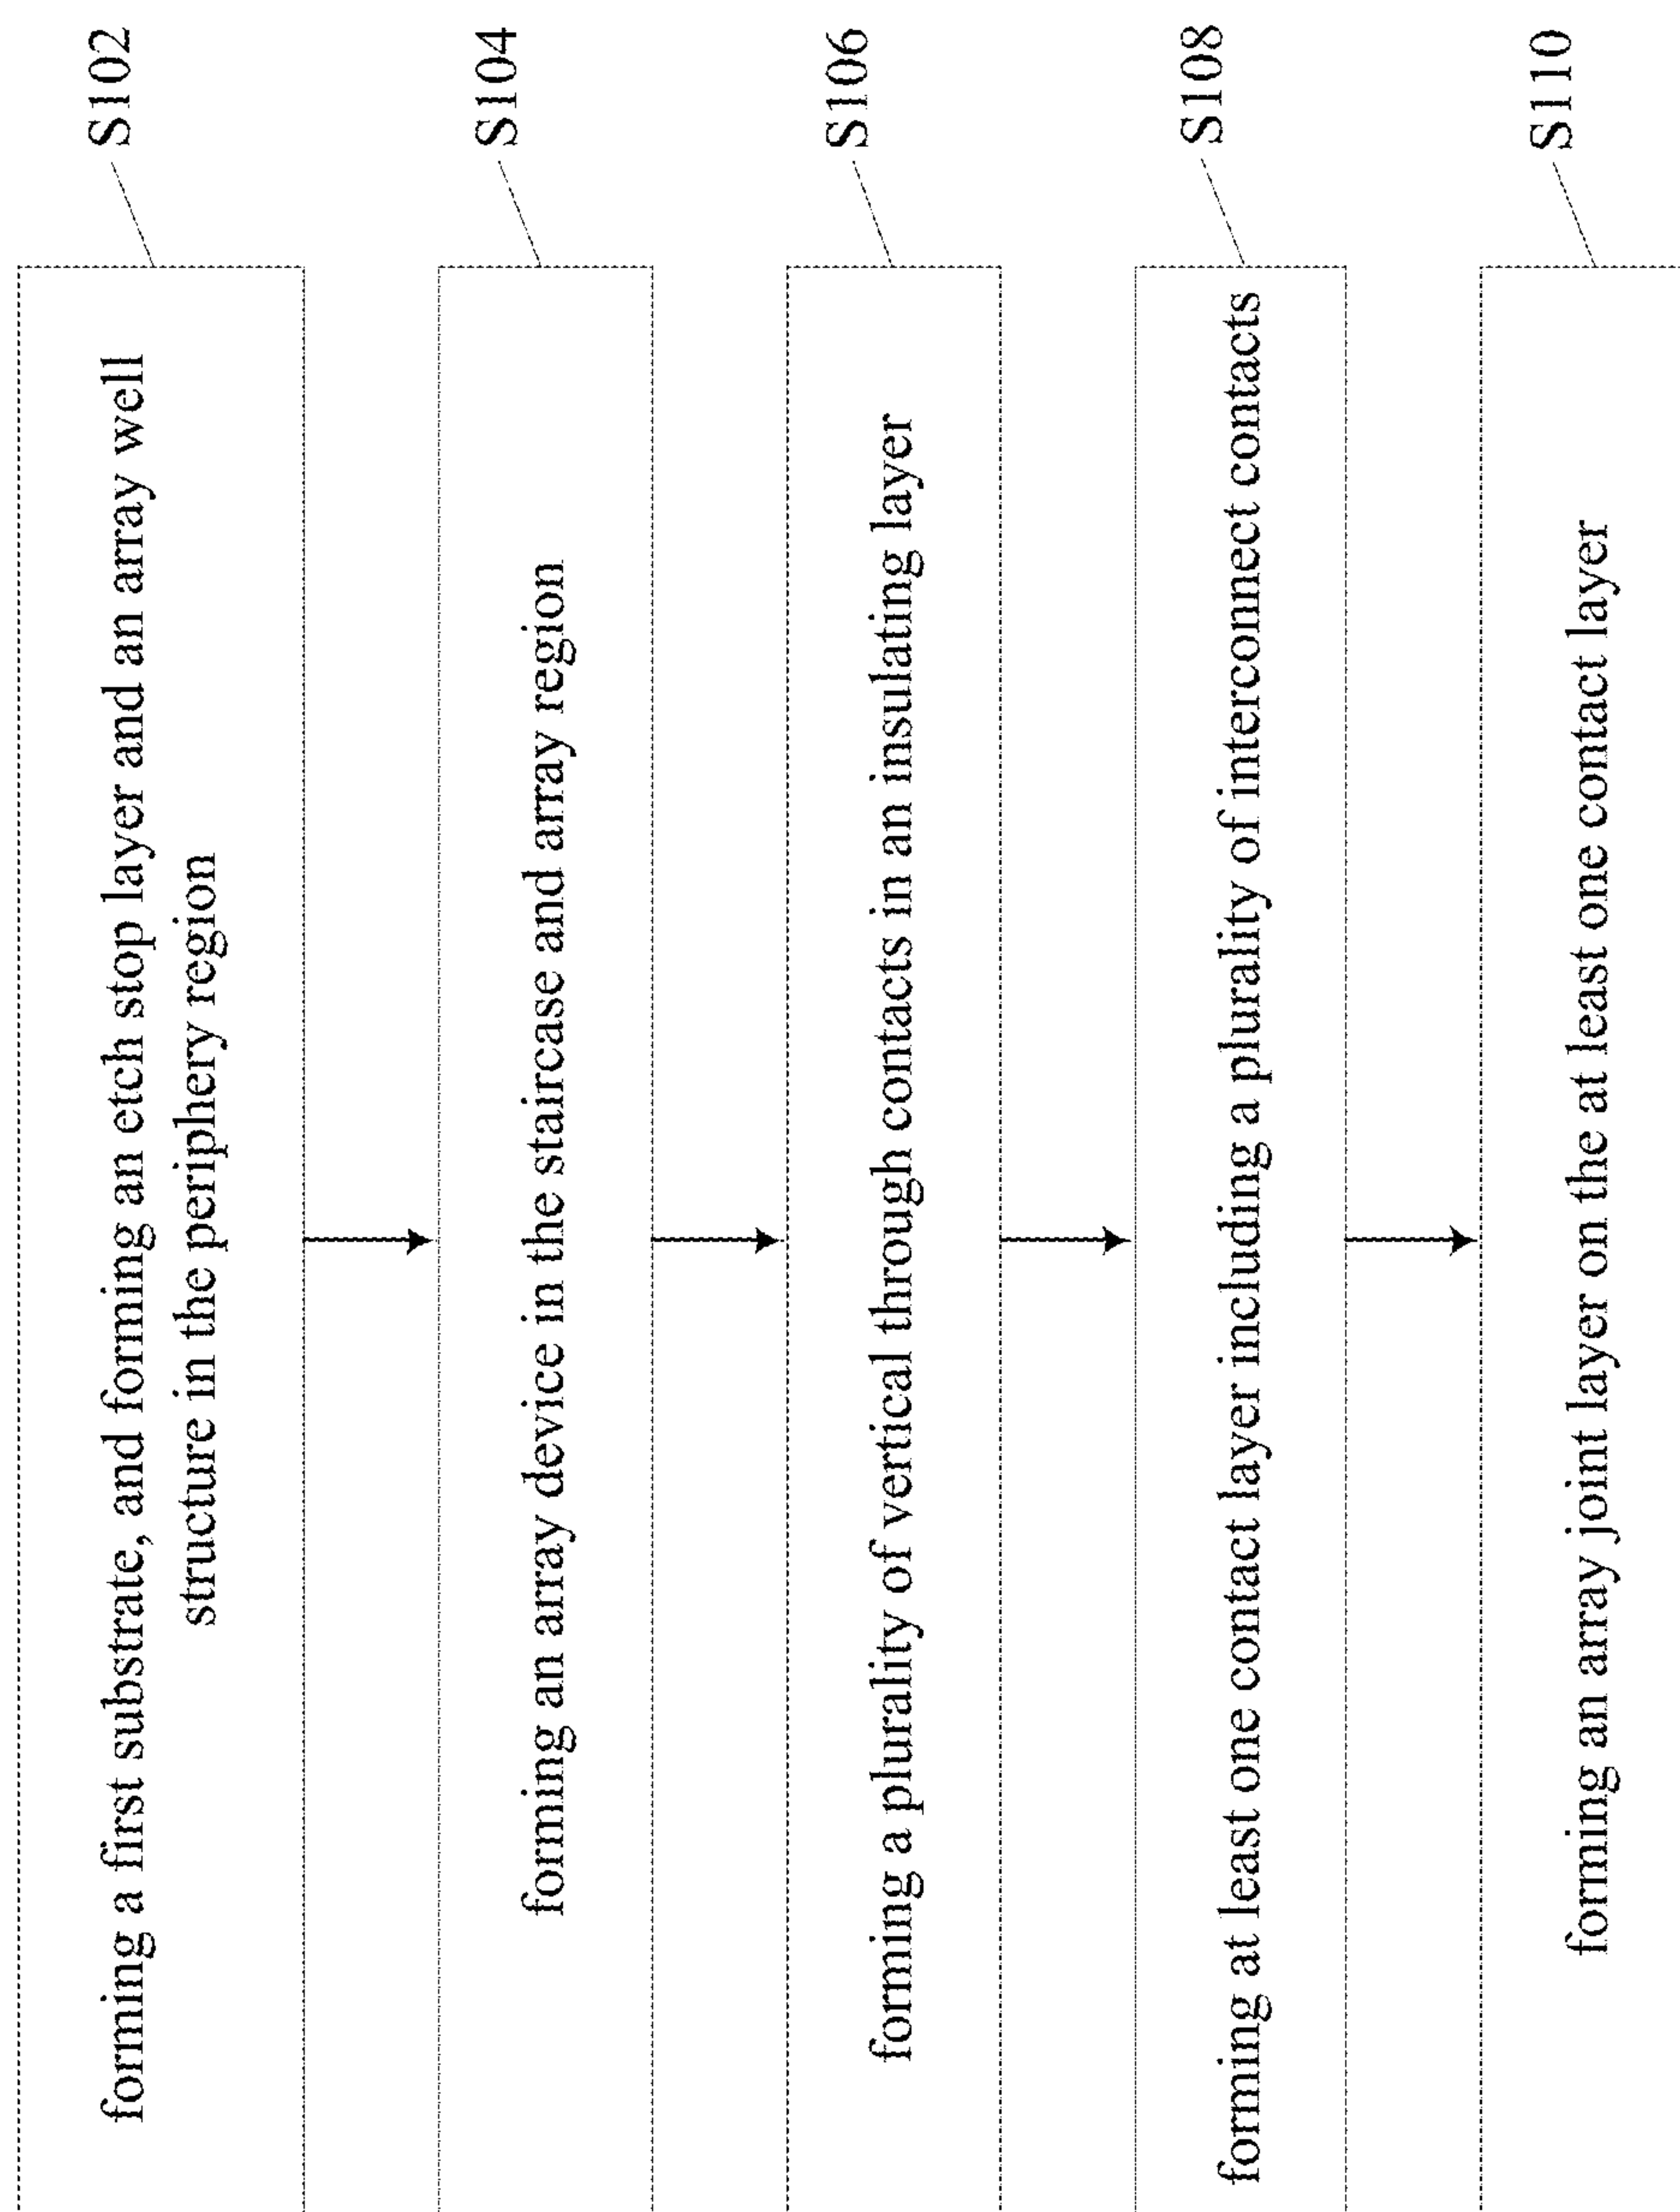 S102
forming a first substrate, and forming an etch stop layer and an array well
structure in the periphery region
S104
forming an array device in the staircase and array region
S106
forming a plurality of vertical through contacts in an insulating layer
S108
forming at least one contact layer including a plurality of interconnect contacts
S110
forming an array joint layer on the at least one contact layer